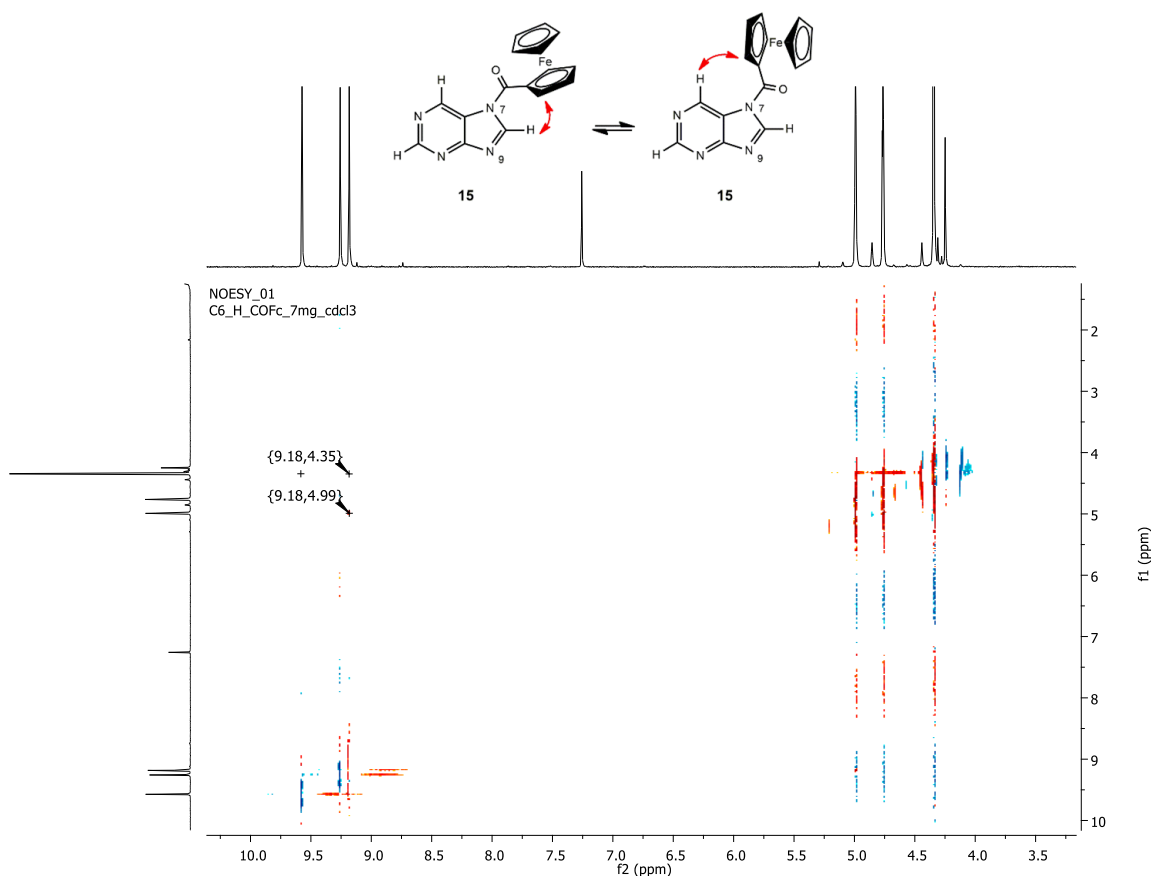 Fe
O
H
N
N
7
H
H
N
N
9
15
Fe
H
O
N
N
7
H
H
N
N
9
15
NOESY_01
C6_H_COFc_7mg_cdcl3
{9.18,4.35}
{9.18,4.99}
2
3
4
5
6
7
8
9
10
f1 (ppm)
10.0 9.5 9.0 8.5 8.0 7.5 7.0 6.5 6.0 5.5 5.0 4.5 4.0 3.5
f2 (ppm)